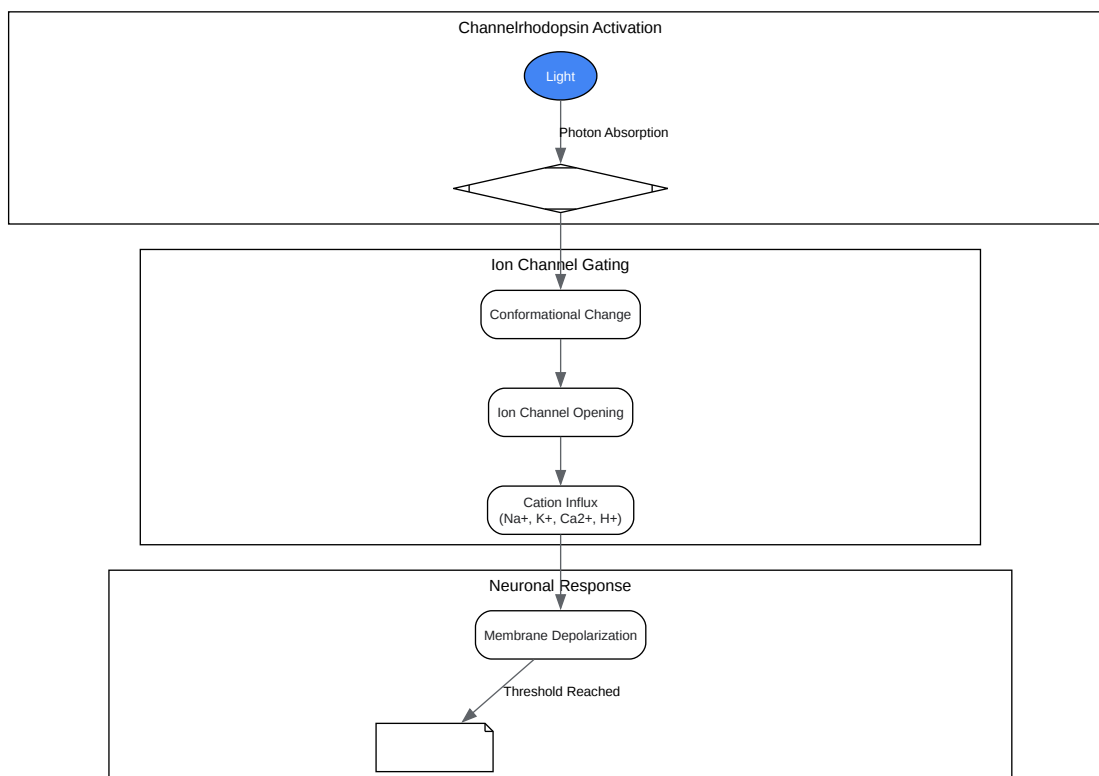 Channelrhodopsin Activation
Light
Photon Absorption
Ion Channel Gating
Conformational Change
Ion Channel Opening
Cation Influx
(Na+, K+, Ca2+, H+)
Neuronal Response
Membrane Depolarization
Threshold Reached